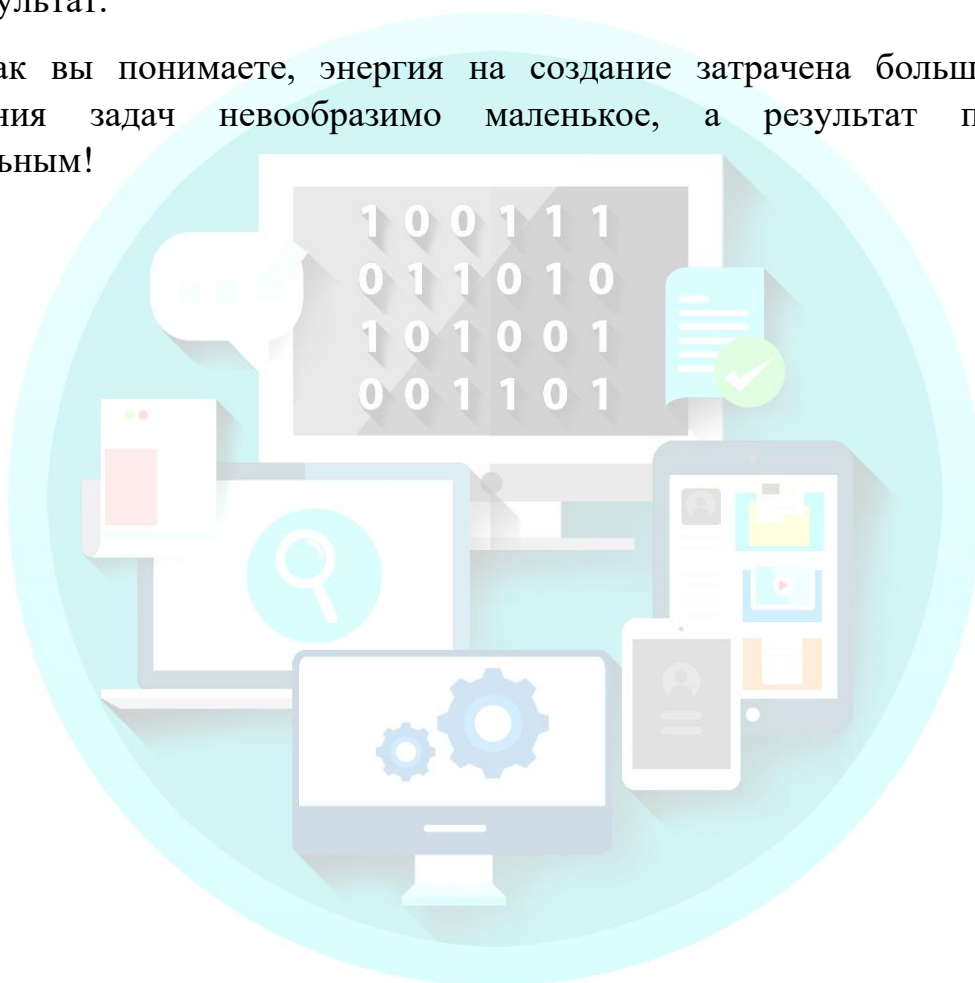 ультат.
ак вы понимаете, энергия на создание затрачена больш
ния задач невообразимо маленькое, а результат п
ьным!
1 0 0 1 1 1
0 1 1 0 1 0
1 0 1 0 0 1
0 0 1 1 0 1